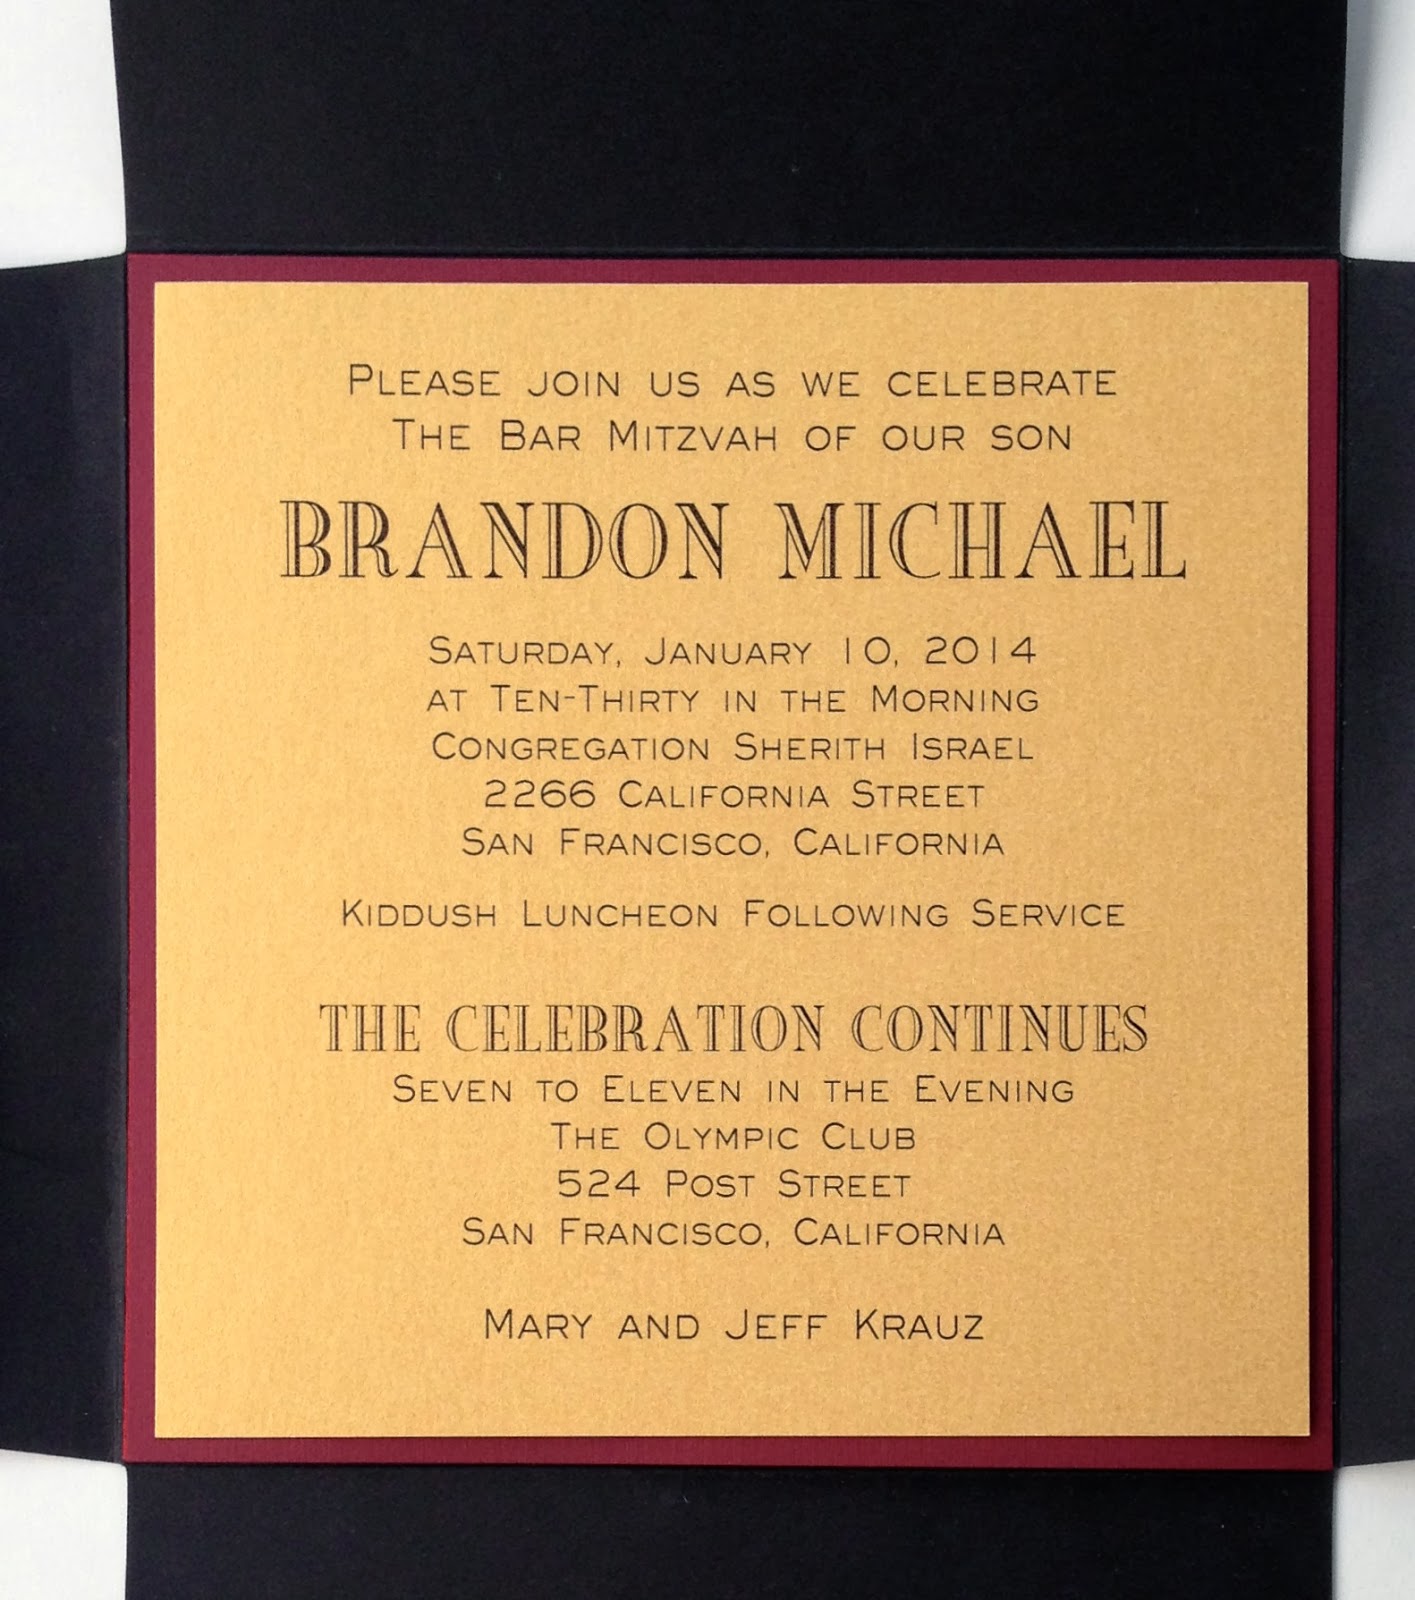 Please join us as we celebrate
The Bar Mitzvah of our son
BRANDON MICHAEL
Saturday, January 10, 2014
at Ten-Thirty in the Morning
Congregation Sherith Israel
2266 California Street
San Francisco, California
Kiddush Luncheon Following Service
THE CELEBRATION CONTINUES
Seven to Eleven in the Evening
The Olympic Club
524 Post Street
San Francisco, California
Mary and Jeff Krauz